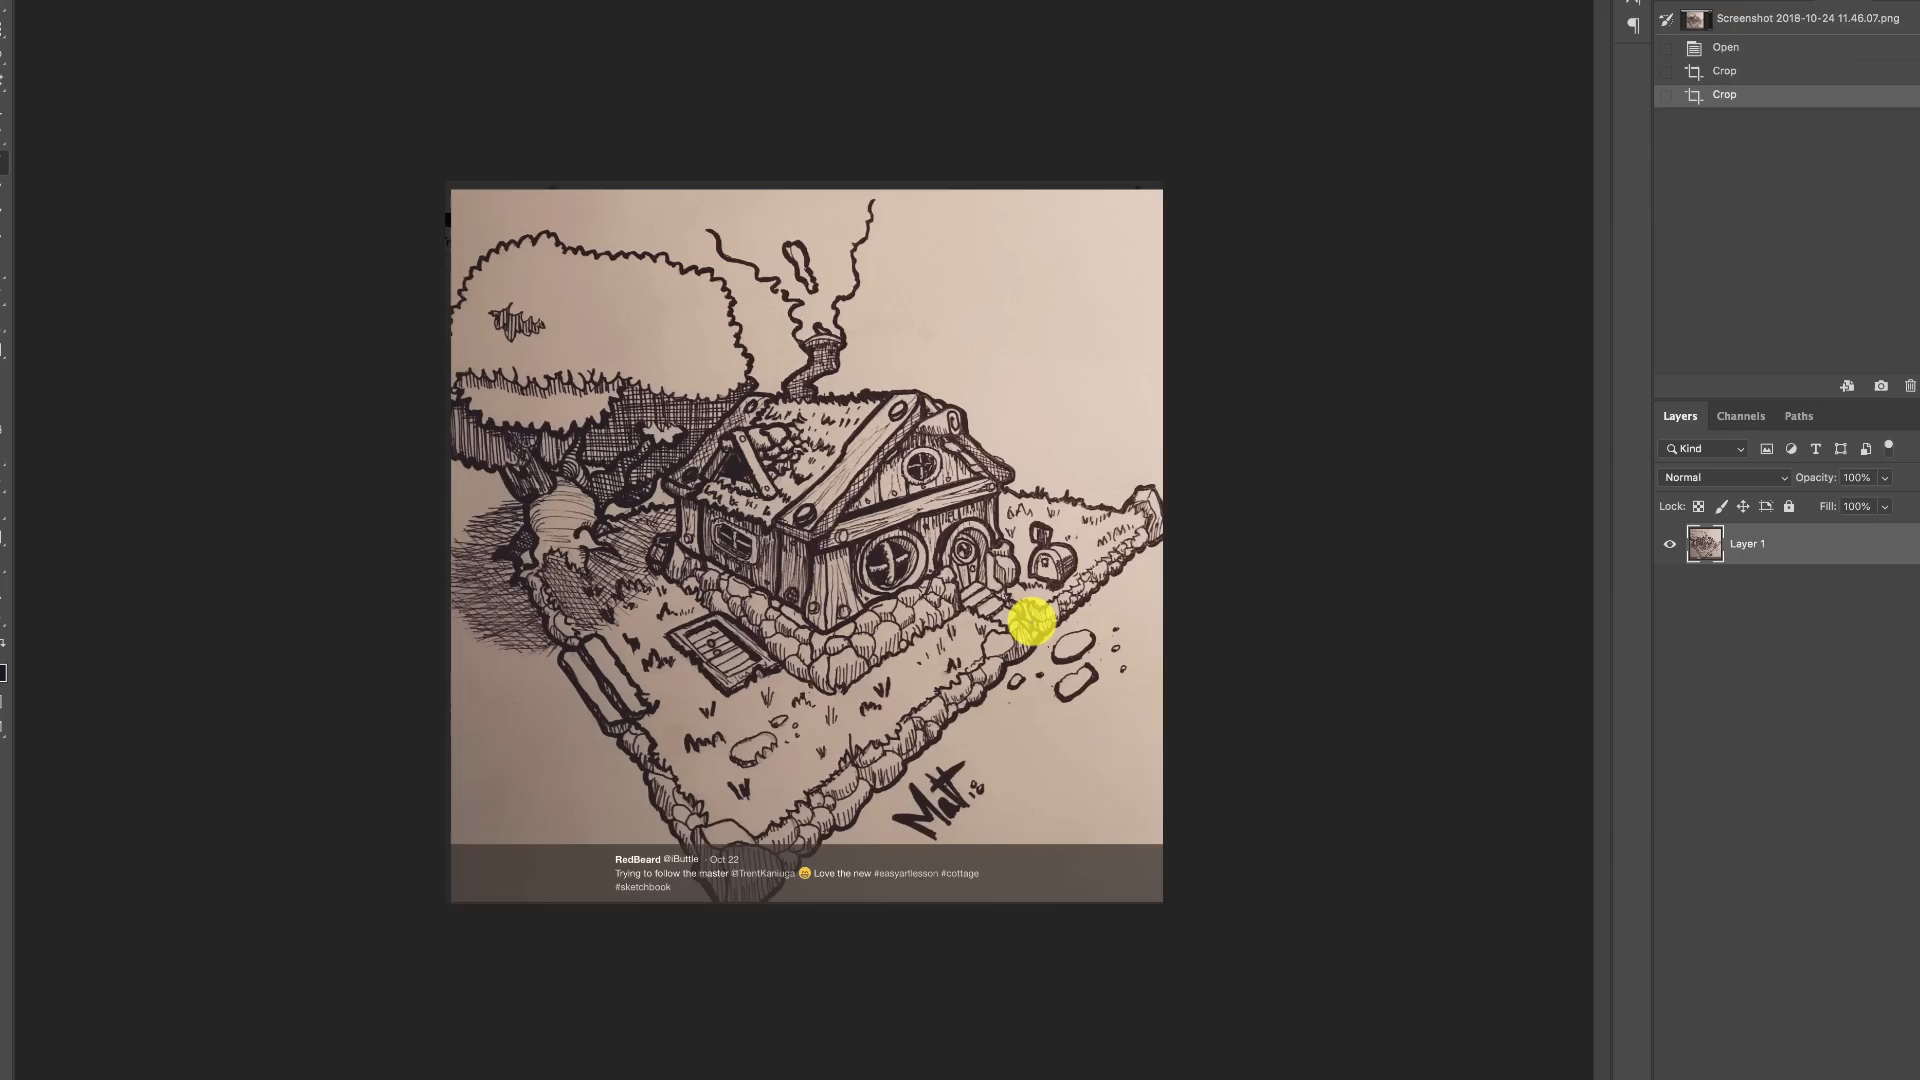 Screenshot 2018-10-24 11.46.07.png
Open
Crop
Crop
Layers
Channels
Paths
Kind
Normal
Opacity: 100%
Lock:
Fill: 100%
Layer 1
Matt 18
RedBeard @iButtle · Oct 22
Trying to follow the master @TrentKaniuga 😁 Love the new #easyartlesson #cottage
#sketchbook